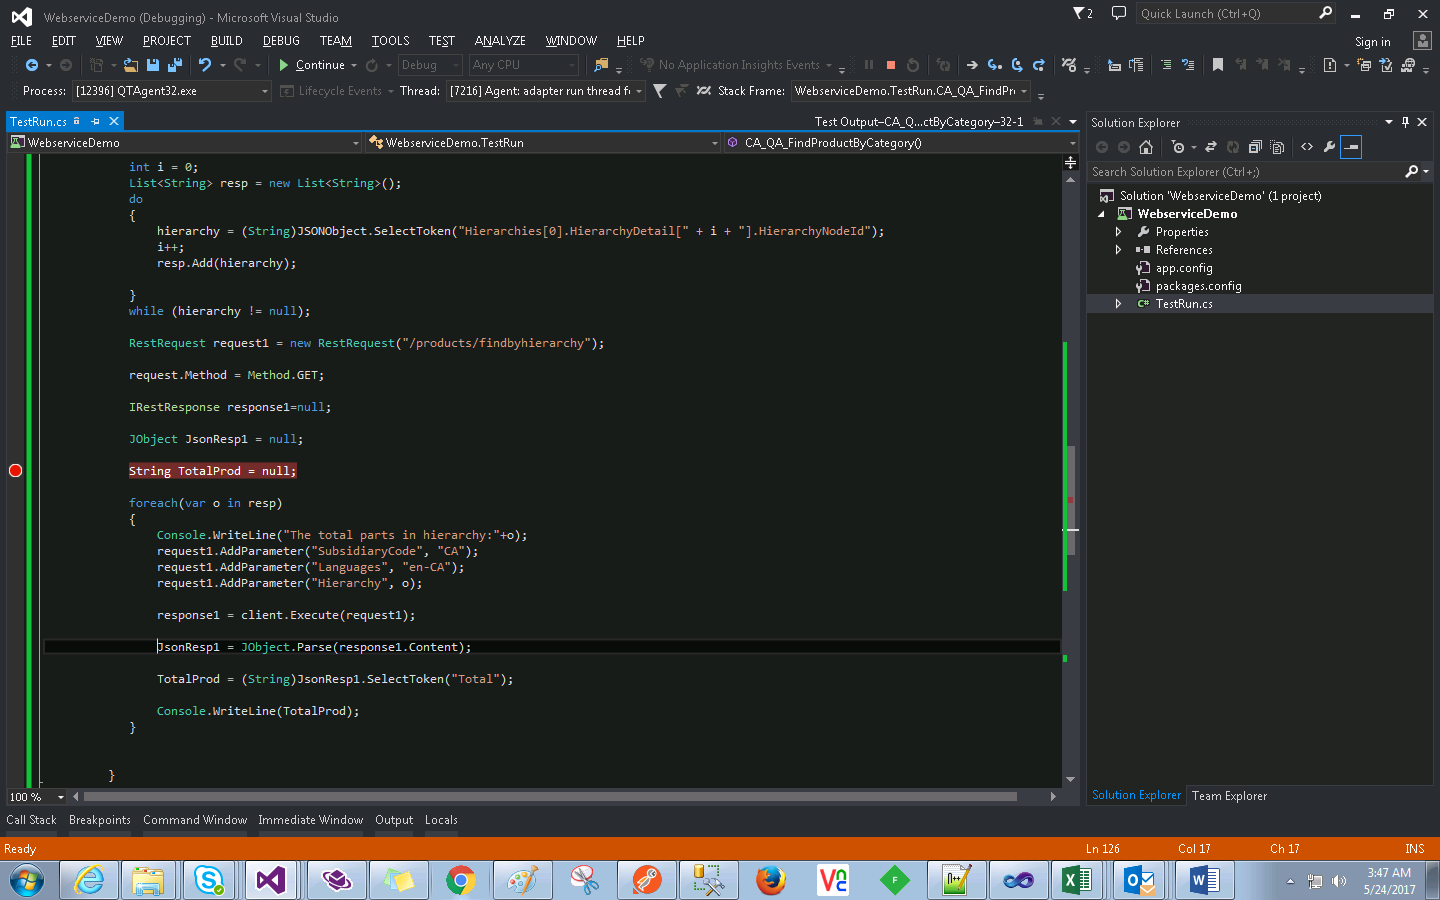 WebserviceDemo (Debugging) - Microsoft Visual Studio
2
Quick Launch (Ctrl+Q)
FILE EDIT VIEW PROJECT BUILD DEBUG TEAM TOOLS TEST ANALYZE WINDOW HELP
Sign in
Continue Debug Any CPU No Application Insights Events
Process: [12396] QTAgent32.exe Lifecycle Events Thread: [7216] Agent: adapter run thread f Stack Frame: WebserviceDemo.TestRun.CA_QA_FindPr
TestRun.cs
Test Output–CA_Q...ctByCategory–32-1
WebserviceDemo WebserviceDemo.TestRun CA_QA_FindProductByCategory()
int i = 0;
List<String> resp = new List<String>();
do
{
hierarchy = (String)JSONObject.SelectToken("Hierarchies[0].HierarchyDetail[" + i + "].HierarchyNodeId");
i++;
resp.Add(hierarchy);
}
while (hierarchy != null);
RestRequest request1 = new RestRequest("/products/findbyhierarchy");
request.Method = Method.GET;
IRestResponse response1=null;
JObject JsonResp1 = null;
String TotalProd = null;
foreach(var o in resp)
{
Console.WriteLine("The total parts in hierarchy:"+o);
request1.AddParameter("SubsidiaryCode", "CA");
request1.AddParameter("Languages", "en-CA");
request1.AddParameter("Hierarchy", o);
response1 = client.Execute(request1);
JsonResp1 = JObject.Parse(response1.Content);
TotalProd = (String)JsonResp1.SelectToken("Total");
Console.WriteLine(TotalProd);
}
}
100 %
Solution Explorer
Search Solution Explorer (Ctrl+;)
Solution 'WebserviceDemo' (1 project)
WebserviceDemo
Properties
References
app.config
packages.config
C# TestRun.cs
Solution Explorer Team Explorer
Call Stack Breakpoints Command Window Immediate Window Output Locals
Ready
Ln 126 Col 17 Ch 17 INS
3:47 AM
5/24/2017